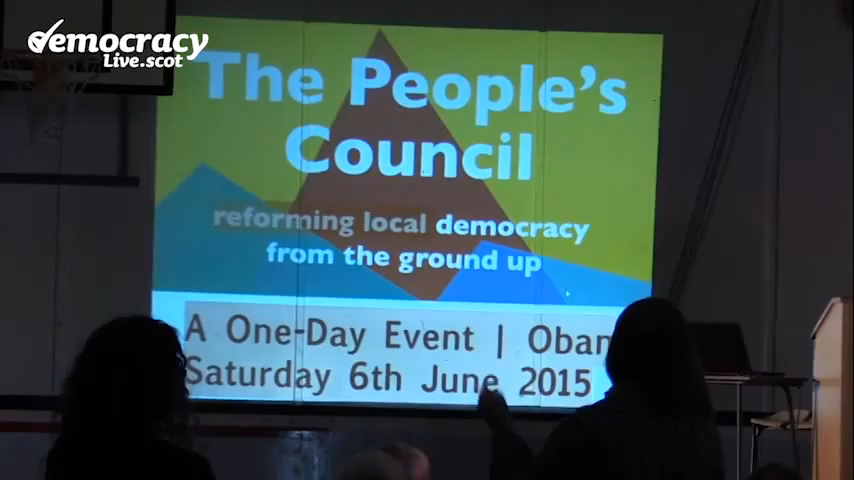 democracy
Live.scot
The People's
Council
reforming local democracy
from the ground up
A One-Day Event | Oban
Saturday 6th June 2015